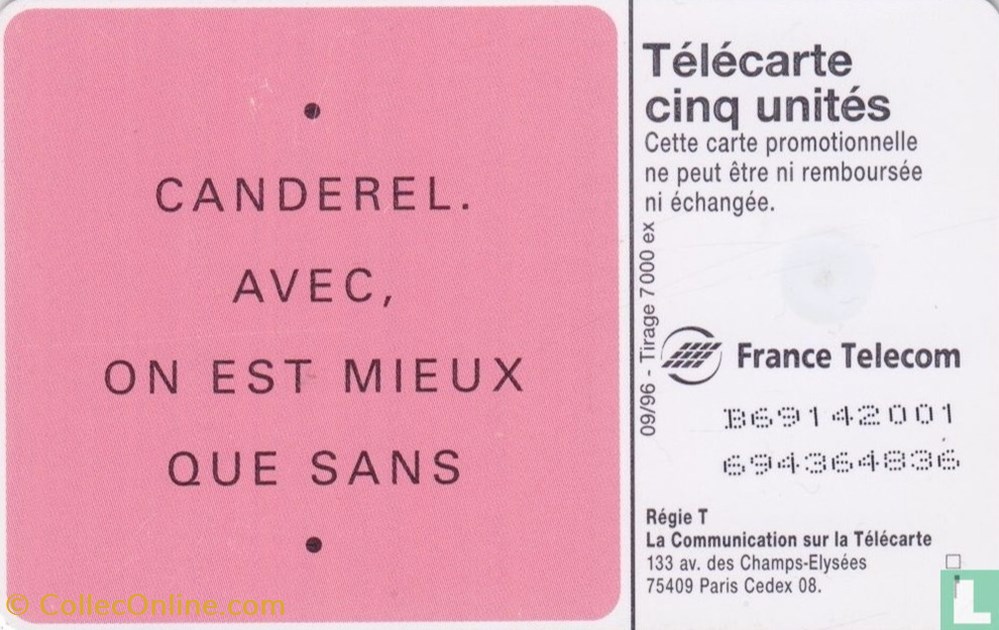 CANDEREL.
AVEC,
ON EST MIEUX
QUE SANS
Télécarte
cinq unités
Cette carte promotionnelle
ne peut être ni remboursée
ni échangée.
09/96 - Tirage 7000 ex
France Telecom
B69142001
694364836
Régie T
La Communication sur la Télécarte
133 av. des Champs-Elysées
75409 Paris Cedex 08.
© CollecOnline.com
L